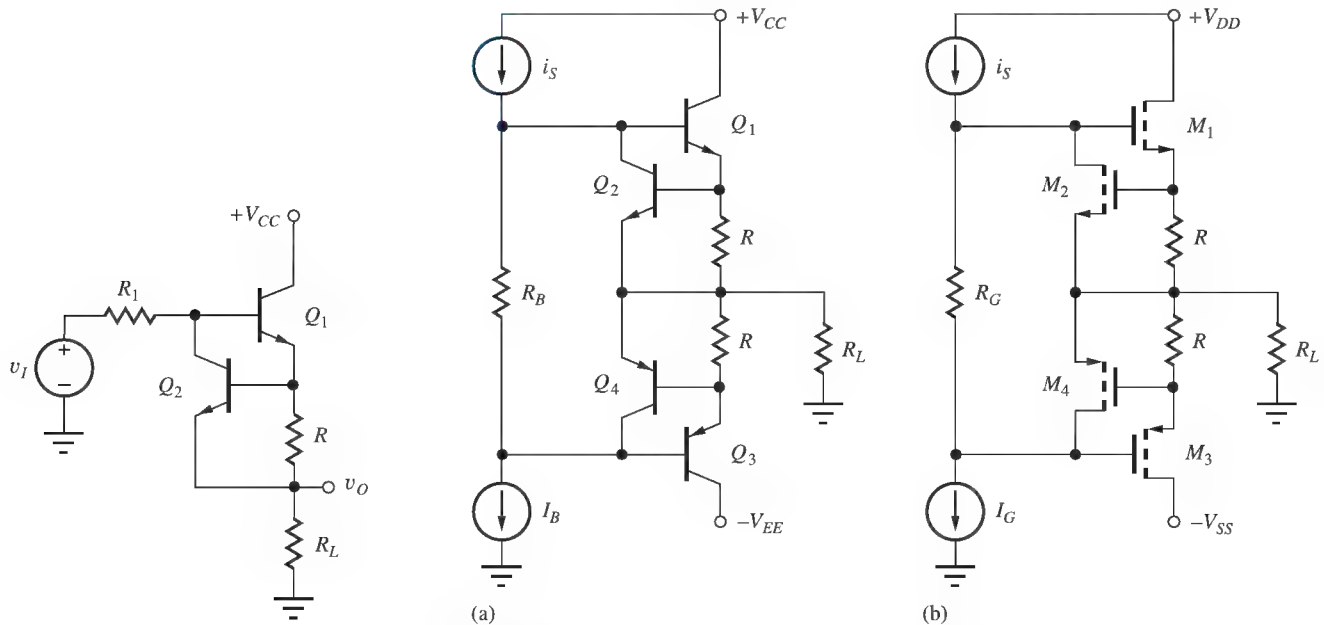 +V_CC
R_1
Q_1
v_I
+
−
Q_2
R
v_O
R_L
+V_CC
i_S
Q_1
Q_2
R
R_B
R
R_L
Q_4
Q_3
I_B
−V_EE
(a)
+V_DD
i_S
M_1
M_2
R
R_G
R
R_L
M_4
M_3
I_G
−V_SS
(b)